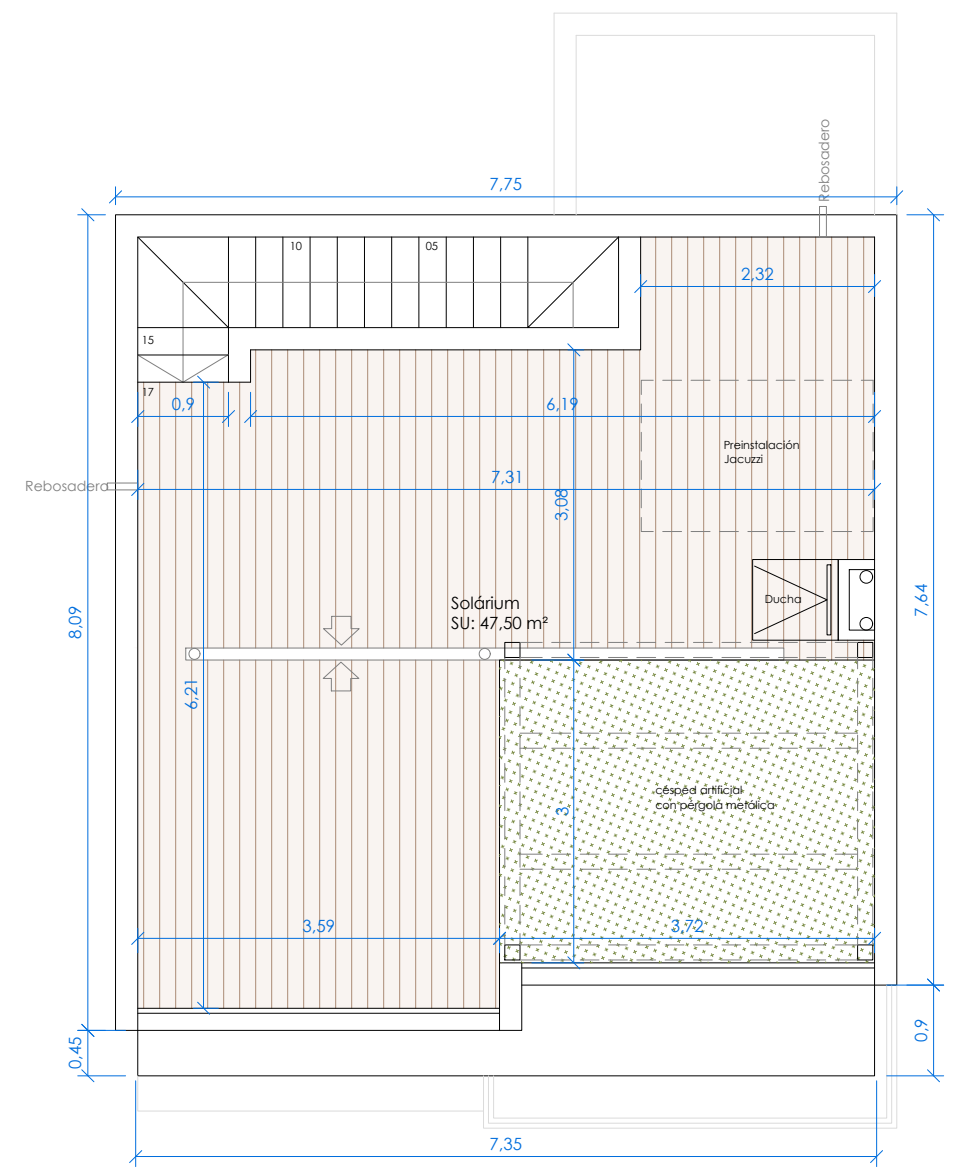 Rebosadero
7,75
10
05
2,32
15
17
0,9
6,19
Preinstalación
Jacuzzi
7,31
Rebosadero
3,08
Solárium
SU: 47,50 m²
Ducha
8,09
7,64
6,21
césped artificial
con pérgola metálica
3
3,59
3,72
0,45
0,9
7,35